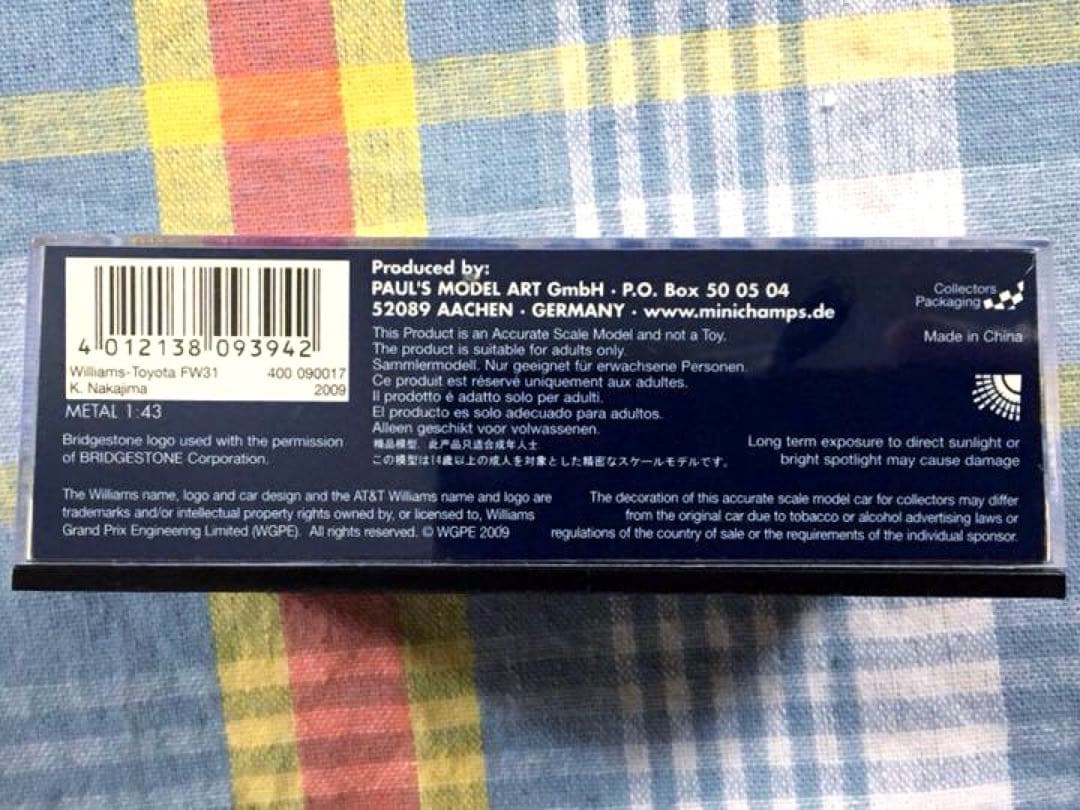 4 012138 093942
Williams-Toyota FW31 400 090017
K. Nakajima 2009
METAL 1:43
Bridgestone logo used with the permission
of BRIDGESTONE Corporation.
Produced by:
PAUL'S MODEL ART GmbH · P.O. Box 50 05 04
52089 AACHEN · GERMANY · www.minichamps.de
This Product is an Accurate Scale Model and not a Toy.
The product is suitable for adults only.
Sammlermodell. Nur geeignet für erwachsene Personen.
Ce produit est réservé uniquement aux adultes.
Il prodotto é adatto solo per adulti.
El producto es solo adecuado para adultos.
Alleen geschikt voor volwassenen.
精品模型，此产品只适合成年人士
この模型は14歳以上の成人を対象とした精密なスケールモデルです。
Collectors
Packaging
Made in China
Long term exposure to direct sunlight or
bright spotlight may cause damage
The Williams name, logo and car design and the AT&T Williams name and logo are
trademarks and/or intellectual property rights owned by, or licensed to, Williams
Grand Prix Engineering Limited (WGPE). All rights reserved. © WGPE 2009
The decoration of this accurate scale model car for collectors may differ
from the original car due to tobacco or alcohol advertising laws or
regulations of the country of sale or the requirements of the individual sponsor.